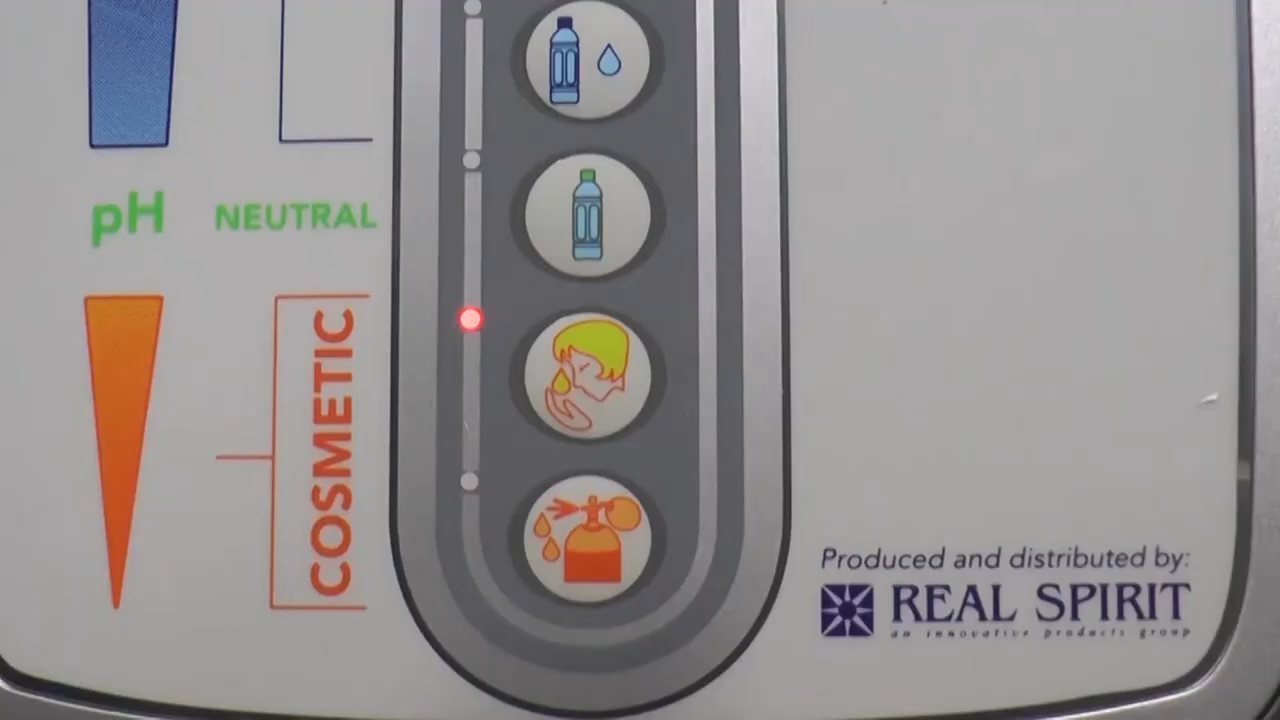 pH NEUTRAL
COSMETIC
Produced and distributed by:
REAL SPIRIT
an innovative products group